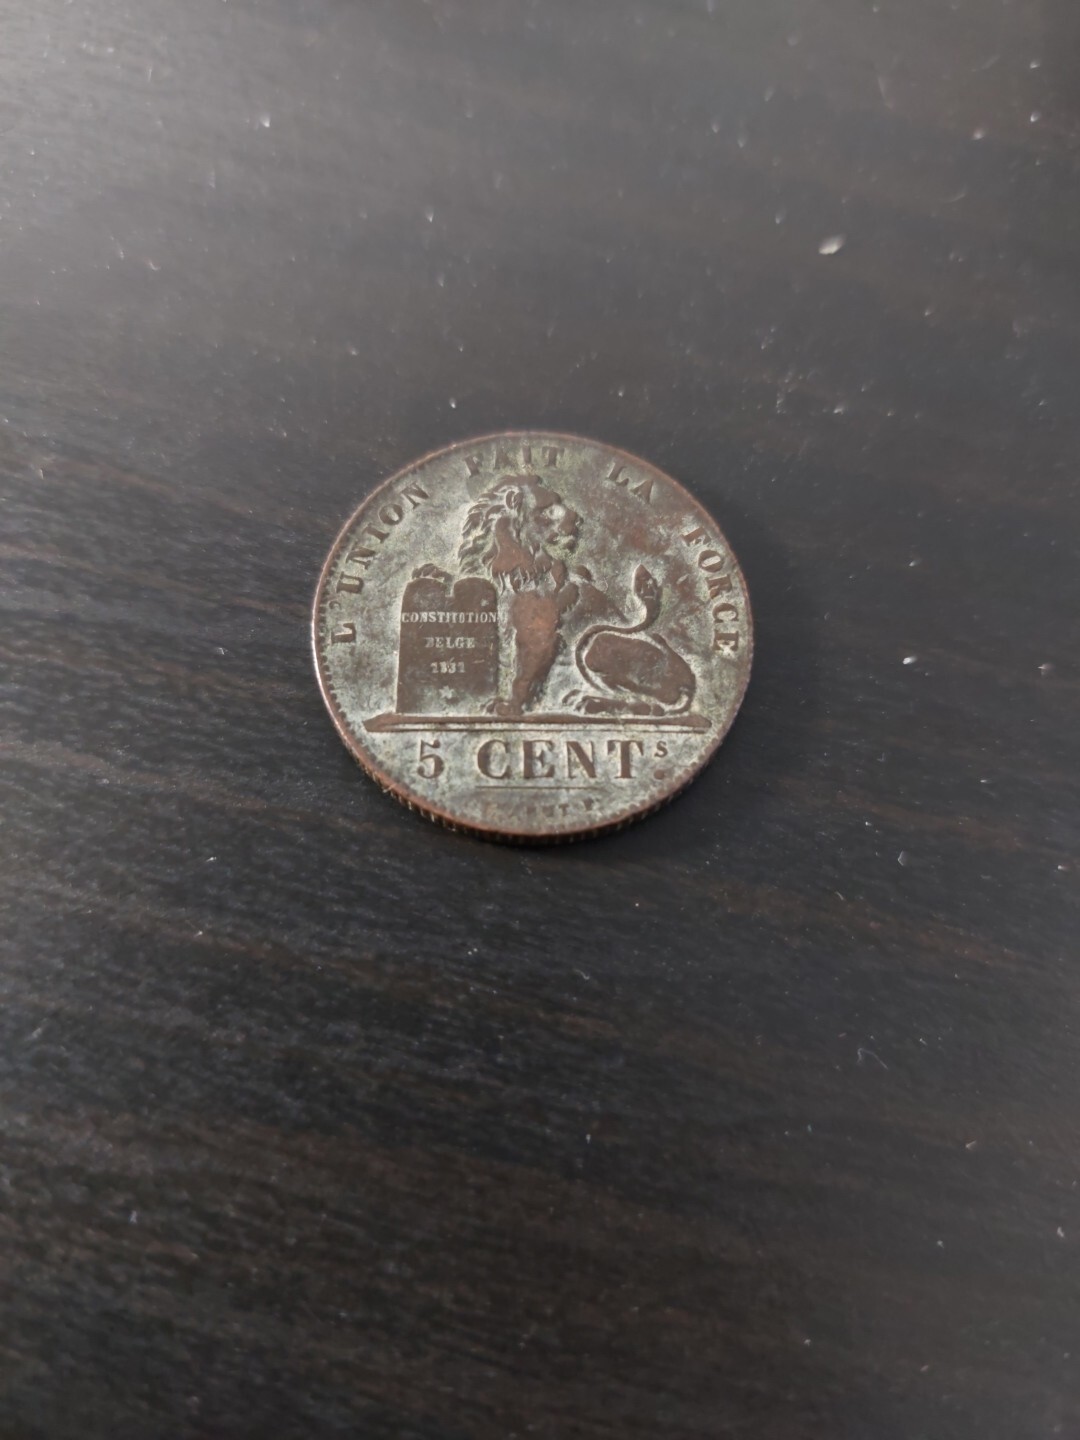 L'UNION FAIT LA FORCE
CONSTITUTION
BELGE
1831
5 CENTs.